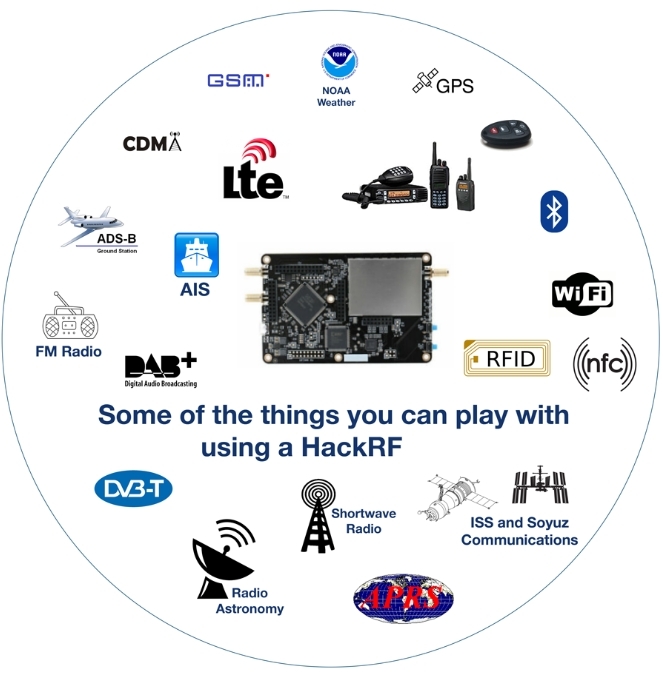 GSM
NOAA
NOAA
Weather
GPS
CDMA
Lte
TM
ADS-B
Ground Station
AIS
WiFi
FM Radio
DAB+
Digital Audio Broadcasting
RFID
nfc
Some of the things you can play with
using a HackRF
DVB-T
Shortwave
Radio
ISS and Soyuz
Communications
Radio
Astronomy
APRS